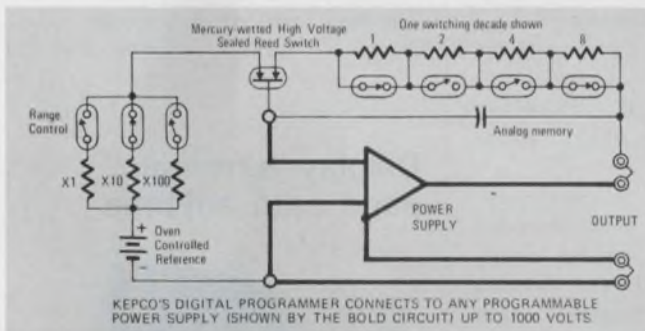 Mercury-wetted High Voltage
Sealed Reed Switch
One switching decade shown
1 2 4 8
Range
Control
Analog memory
X1 X10 X100
POWER
SUPPLY
OUTPUT
+
Oven
Controlled
Reference
-
KEPCO'S DIGITAL PROGRAMMER CONNECTS TO ANY PROGRAMMABLE
POWER SUPPLY (SHOWN BY THE BOLD CIRCUIT) UP TO 1000 VOLTS